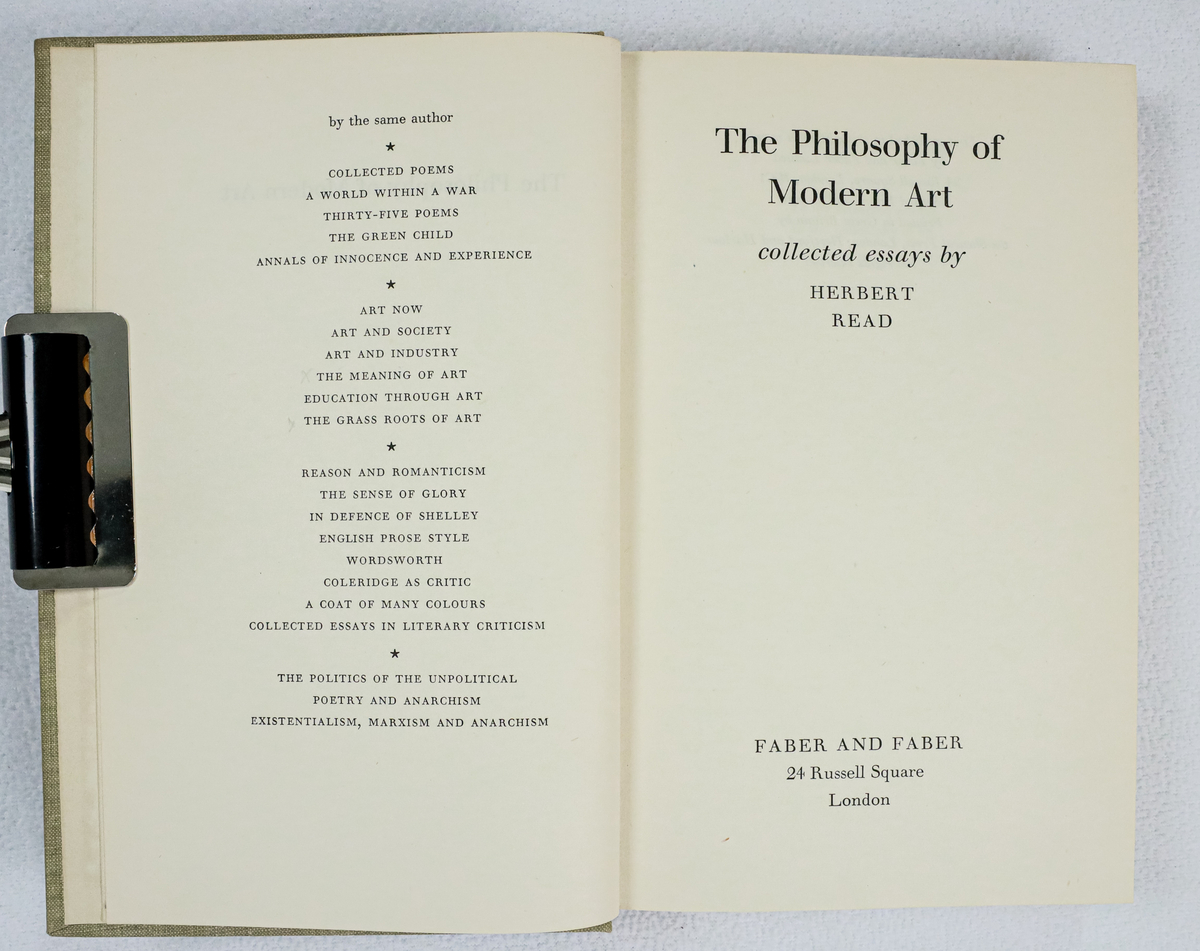 by the same author
★
COLLECTED POEMS
A WORLD WITHIN A WAR
THIRTY-FIVE POEMS
THE GREEN CHILD
ANNALS OF INNOCENCE AND EXPERIENCE
★
ART NOW
ART AND SOCIETY
ART AND INDUSTRY
THE MEANING OF ART
EDUCATION THROUGH ART
THE GRASS ROOTS OF ART
★
REASON AND ROMANTICISM
THE SENSE OF GLORY
IN DEFENCE OF SHELLEY
ENGLISH PROSE STYLE
WORDSWORTH
COLERIDGE AS CRITIC
A COAT OF MANY COLOURS
COLLECTED ESSAYS IN LITERARY CRITICISM
★
THE POLITICS OF THE UNPOLITICAL
POETRY AND ANARCHISM
EXISTENTIALISM, MARXISM AND ANARCHISM
The Philosophy of
Modern Art
collected essays by
HERBERT
READ
FABER AND FABER
24 Russell Square
London